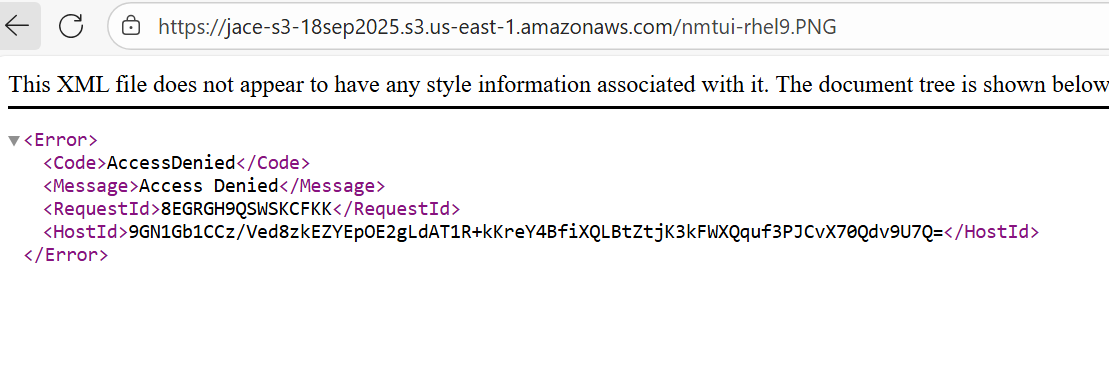 https://jace-s3-18sep2025.s3.us-east-1.amazonaws.com/nmtui-rhel9.PNG
This XML file does not appear to have any style information associated with it. The document tree is shown below
<Error>
<Code>AccessDenied</Code>
<Message>Access Denied</Message>
<RequestId>8EGRGH9QSWSKCFKK</RequestId>
<HostId>9GN1Gb1CCz/Ved8zkEZYEpOE2gLdAT1R+kKreY4BfiXQLBtZtjK3kFWXQquf3PJCvX70Qdv9U7Q=</HostId>
</Error>